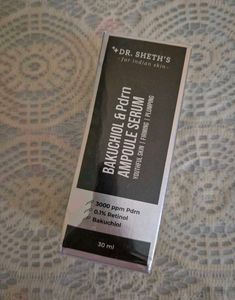 DR. SHETH'S
-for indian skin-
BAKUCHIOL & Pdrn
AMPOULE SERUM
YOUTHFUL SKIN | FIRMING | PLUMPING
3000 ppm Pdrn
0.1% Retinol
Bakuchiol
30 ml